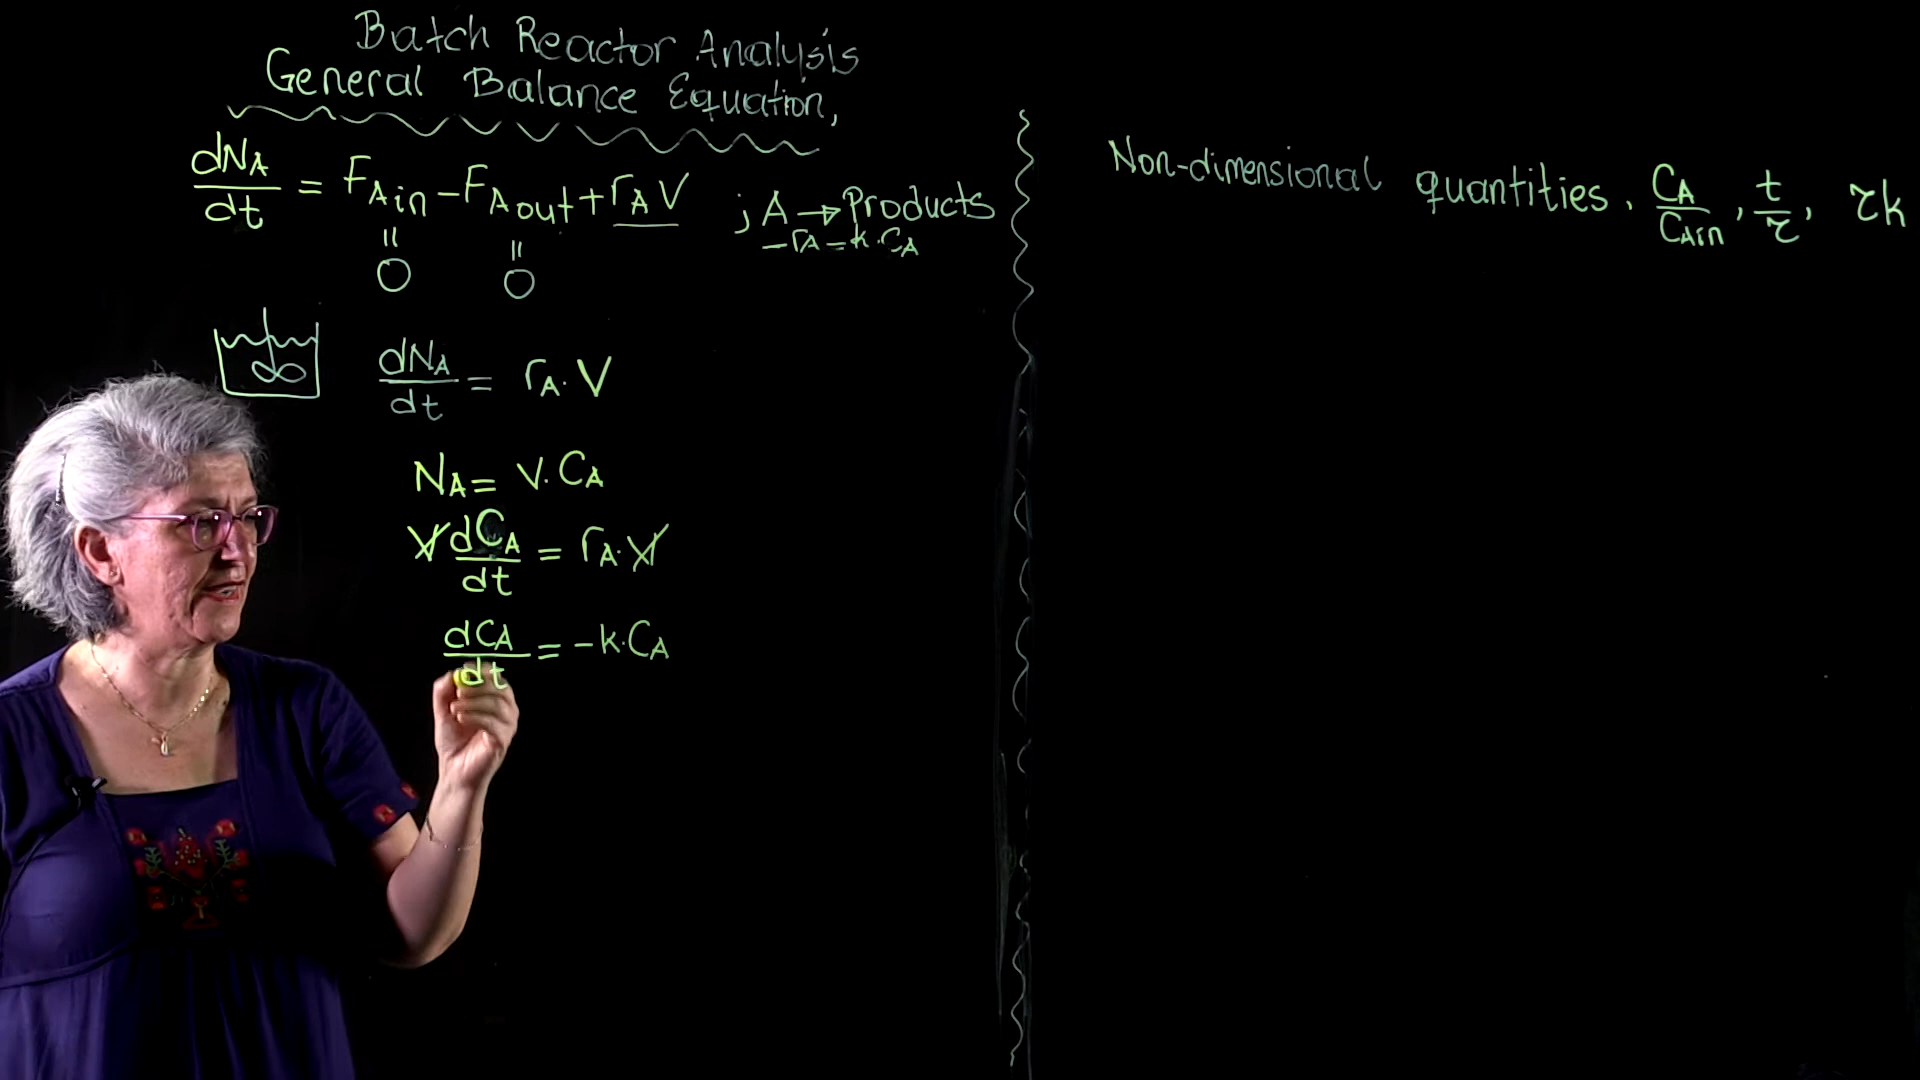 Batch Reactor Analysis
General Balance Equation,
dNA/dt = FAin - FAout + rAV ; A → Products
-rA = k·CA
= 0 = 0
dNA/dt = rA·V
NA = V·CA
V dCA/dt = rA·V
dCA/dt = -k·CA
Non-dimensional quantities. CA/CAin, t/τ, τk